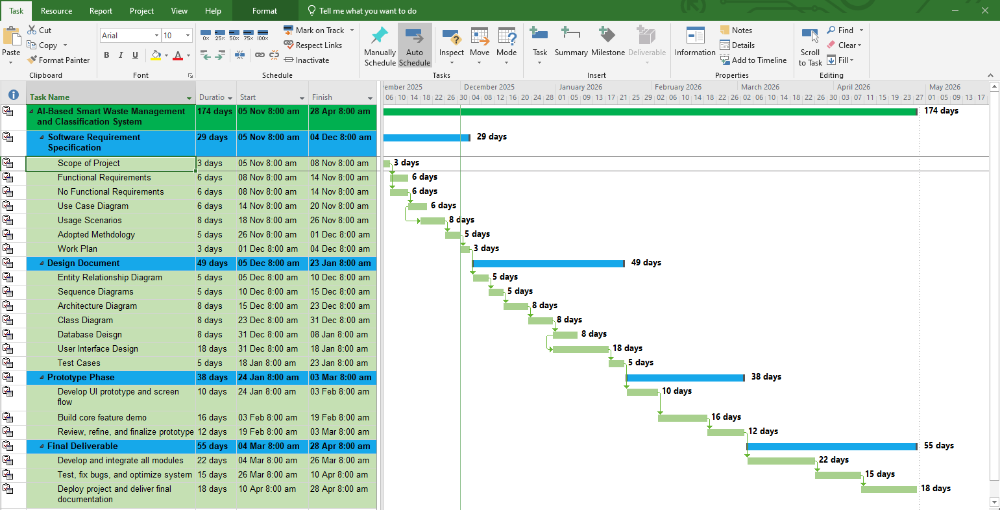 Task Resource Report Project View Help Format Tell me what you want to do
Cut
Copy
Format Painter
Paste
Clipboard
Arial 10
B I U A
Font
0% 25% 50% 75% 100%
Mark on Track
Respect Links
Inactivate
Schedule
Manually Schedule
Auto Schedule
Inspect
Move
Mode
Tasks
Task
Summary
Milestone
Deliverable
Insert
Information
Notes
Details
Add to Timeline
Properties
Scroll to Task
Find
Clear
Fill
Editing
vember 2025 December 2025 January 2026 February 2026 March 2026 April 2026 May 2026
Task Name Duratio Start Finish
06 10 14 18 22 26 30 04 08 12 16 20 24 28 01 05 09 13 17 21 25 29 02 06 10 14 18 22 26 02 06 10 14 18 22 26 30 03 07 11 15 19 23 27 01 05 09 13 17
AI-Based Smart Waste Management 174 days 05 Nov 8:00 am 28 Apr 8:00 am 174 days
and Classification System
Software Requirement 29 days 05 Nov 8:00 am 04 Dec 8:00 am 29 days
Specification
Scope of Project 3 days 05 Nov 8:00 am 08 Nov 8:00 am 3 days
Functional Requirements 6 days 08 Nov 8:00 am 14 Nov 8:00 am 6 days
No Functional Requirements 6 days 08 Nov 8:00 am 14 Nov 8:00 am 6 days
Use Case Diagram 6 days 14 Nov 8:00 am 20 Nov 8:00 am 6 days
Usage Scenarios 8 days 18 Nov 8:00 am 26 Nov 8:00 am 8 days
Adopted Methdology 5 days 26 Nov 8:00 am 01 Dec 8:00 am 5 days
Work Plan 3 days 01 Dec 8:00 am 04 Dec 8:00 am 3 days
Design Document 49 days 05 Dec 8:00 am 23 Jan 8:00 am 49 days
Entity Relationship Diagram 5 days 05 Dec 8:00 am 10 Dec 8:00 am 5 days
Sequence Diagrams 5 days 10 Dec 8:00 am 15 Dec 8:00 am 5 days
Architecture Diagram 8 days 15 Dec 8:00 am 23 Dec 8:00 am 8 days
Class Diagram 8 days 23 Dec 8:00 am 31 Dec 8:00 am 8 days
Database Deisgn 8 days 31 Dec 8:00 am 08 Jan 8:00 am 8 days
User Interface Design 18 days 31 Dec 8:00 am 18 Jan 8:00 am 18 days
Test Cases 5 days 18 Jan 8:00 am 23 Jan 8:00 am 5 days
Prototype Phase 38 days 24 Jan 8:00 am 03 Mar 8:00 am 38 days
Develop UI prototype and screen 10 days 24 Jan 8:00 am 03 Feb 8:00 am 10 days
flow
Build core feature demo 16 days 03 Feb 8:00 am 19 Feb 8:00 am 16 days
Review, refine, and finalize prototype 12 days 19 Feb 8:00 am 03 Mar 8:00 am 12 days
Final Deliverable 55 days 04 Mar 8:00 am 28 Apr 8:00 am 55 days
Develop and integrate all modules 22 days 04 Mar 8:00 am 26 Mar 8:00 am 22 days
Test, fix bugs, and optimize system 15 days 26 Mar 8:00 am 10 Apr 8:00 am 15 days
Deploy project and deliver final 18 days 10 Apr 8:00 am 28 Apr 8:00 am 18 days
documentation